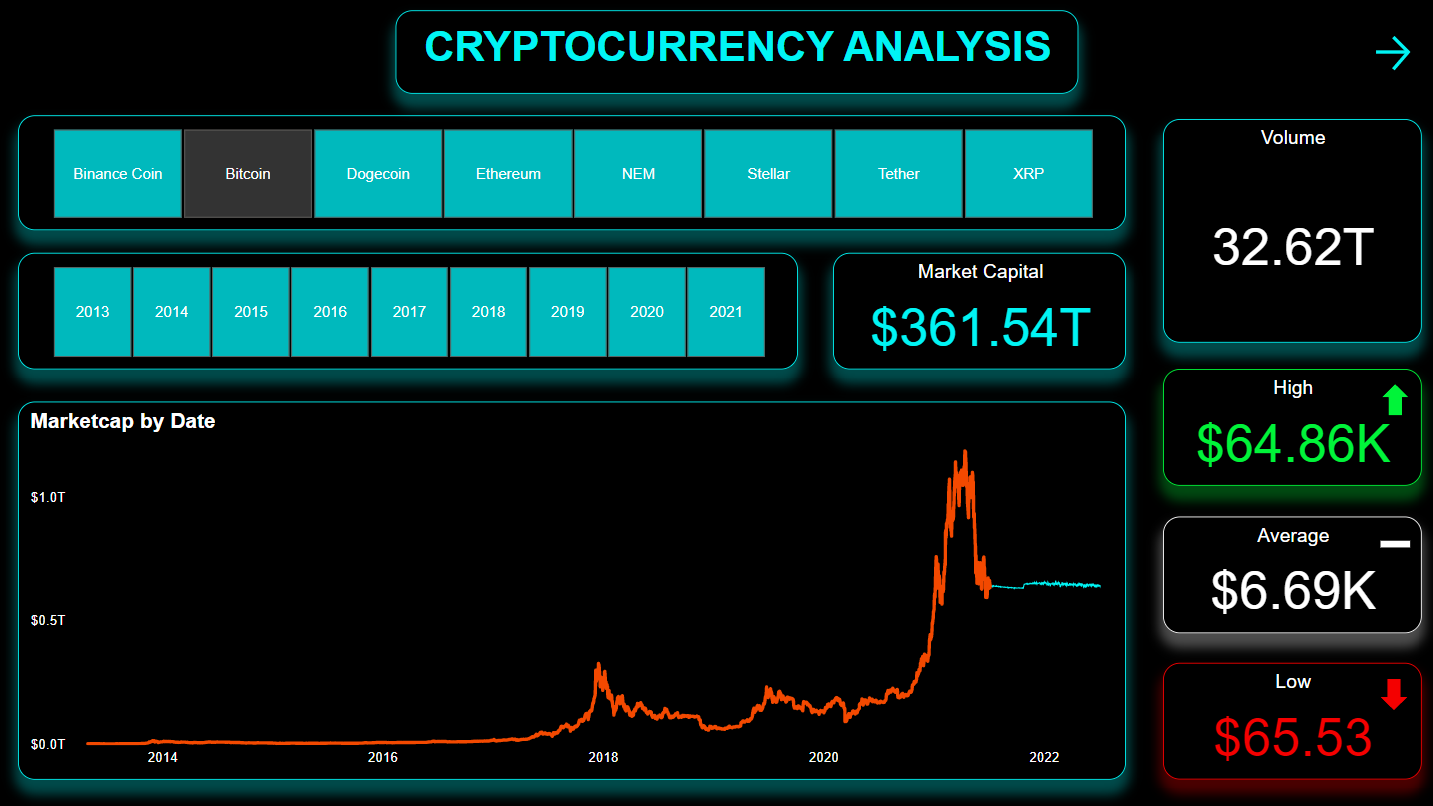 CRYPTOCURRENCY ANALYSIS
Binance Coin
Bitcoin
Dogecoin
Ethereum
NEM
Stellar
Tether
XRP
Volume
32.62T
2013
2014
2015
2016
2017
2018
2019
2020
2021
Market Capital
$361.54T
High
$64.86K
Marketcap by Date
$1.0T
$0.5T
$0.0T
2014
2016
2018
2020
2022
Average
$6.69K
Low
$65.53